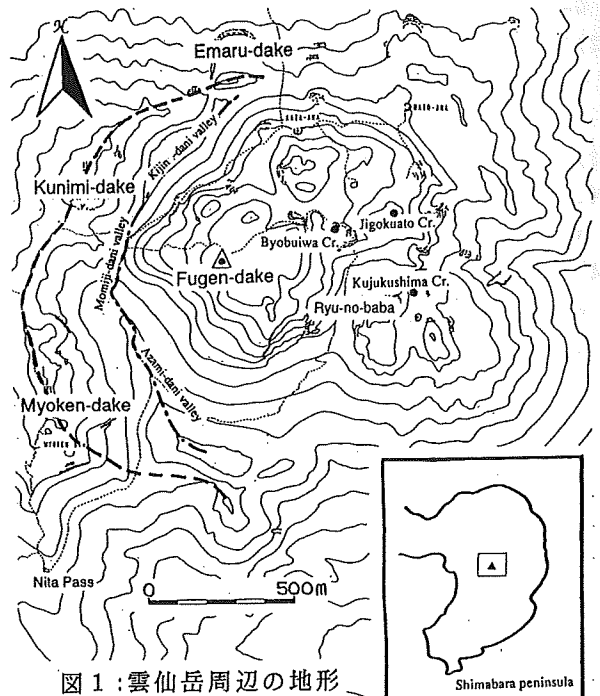 Emaru-dake
Kijin-dani valley
Kunimi-dake
Momiji-dani valley
Jigokuato Cr.
Byobuiwa Cr.
Fugen-dake
Kujukushima Cr.
Ryu-no-baba
Azami-dani valley
Myoken-dake
Nita Pass
0 500m
Shimabara peninsula
図1:雲仙岳周辺の地形